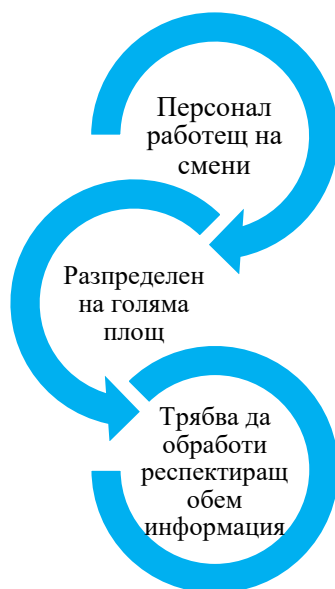 Персонал
работещ на
смени
Разпределен
на голяма
площ
Трябва да
обработи
респектиращ
обем
информация